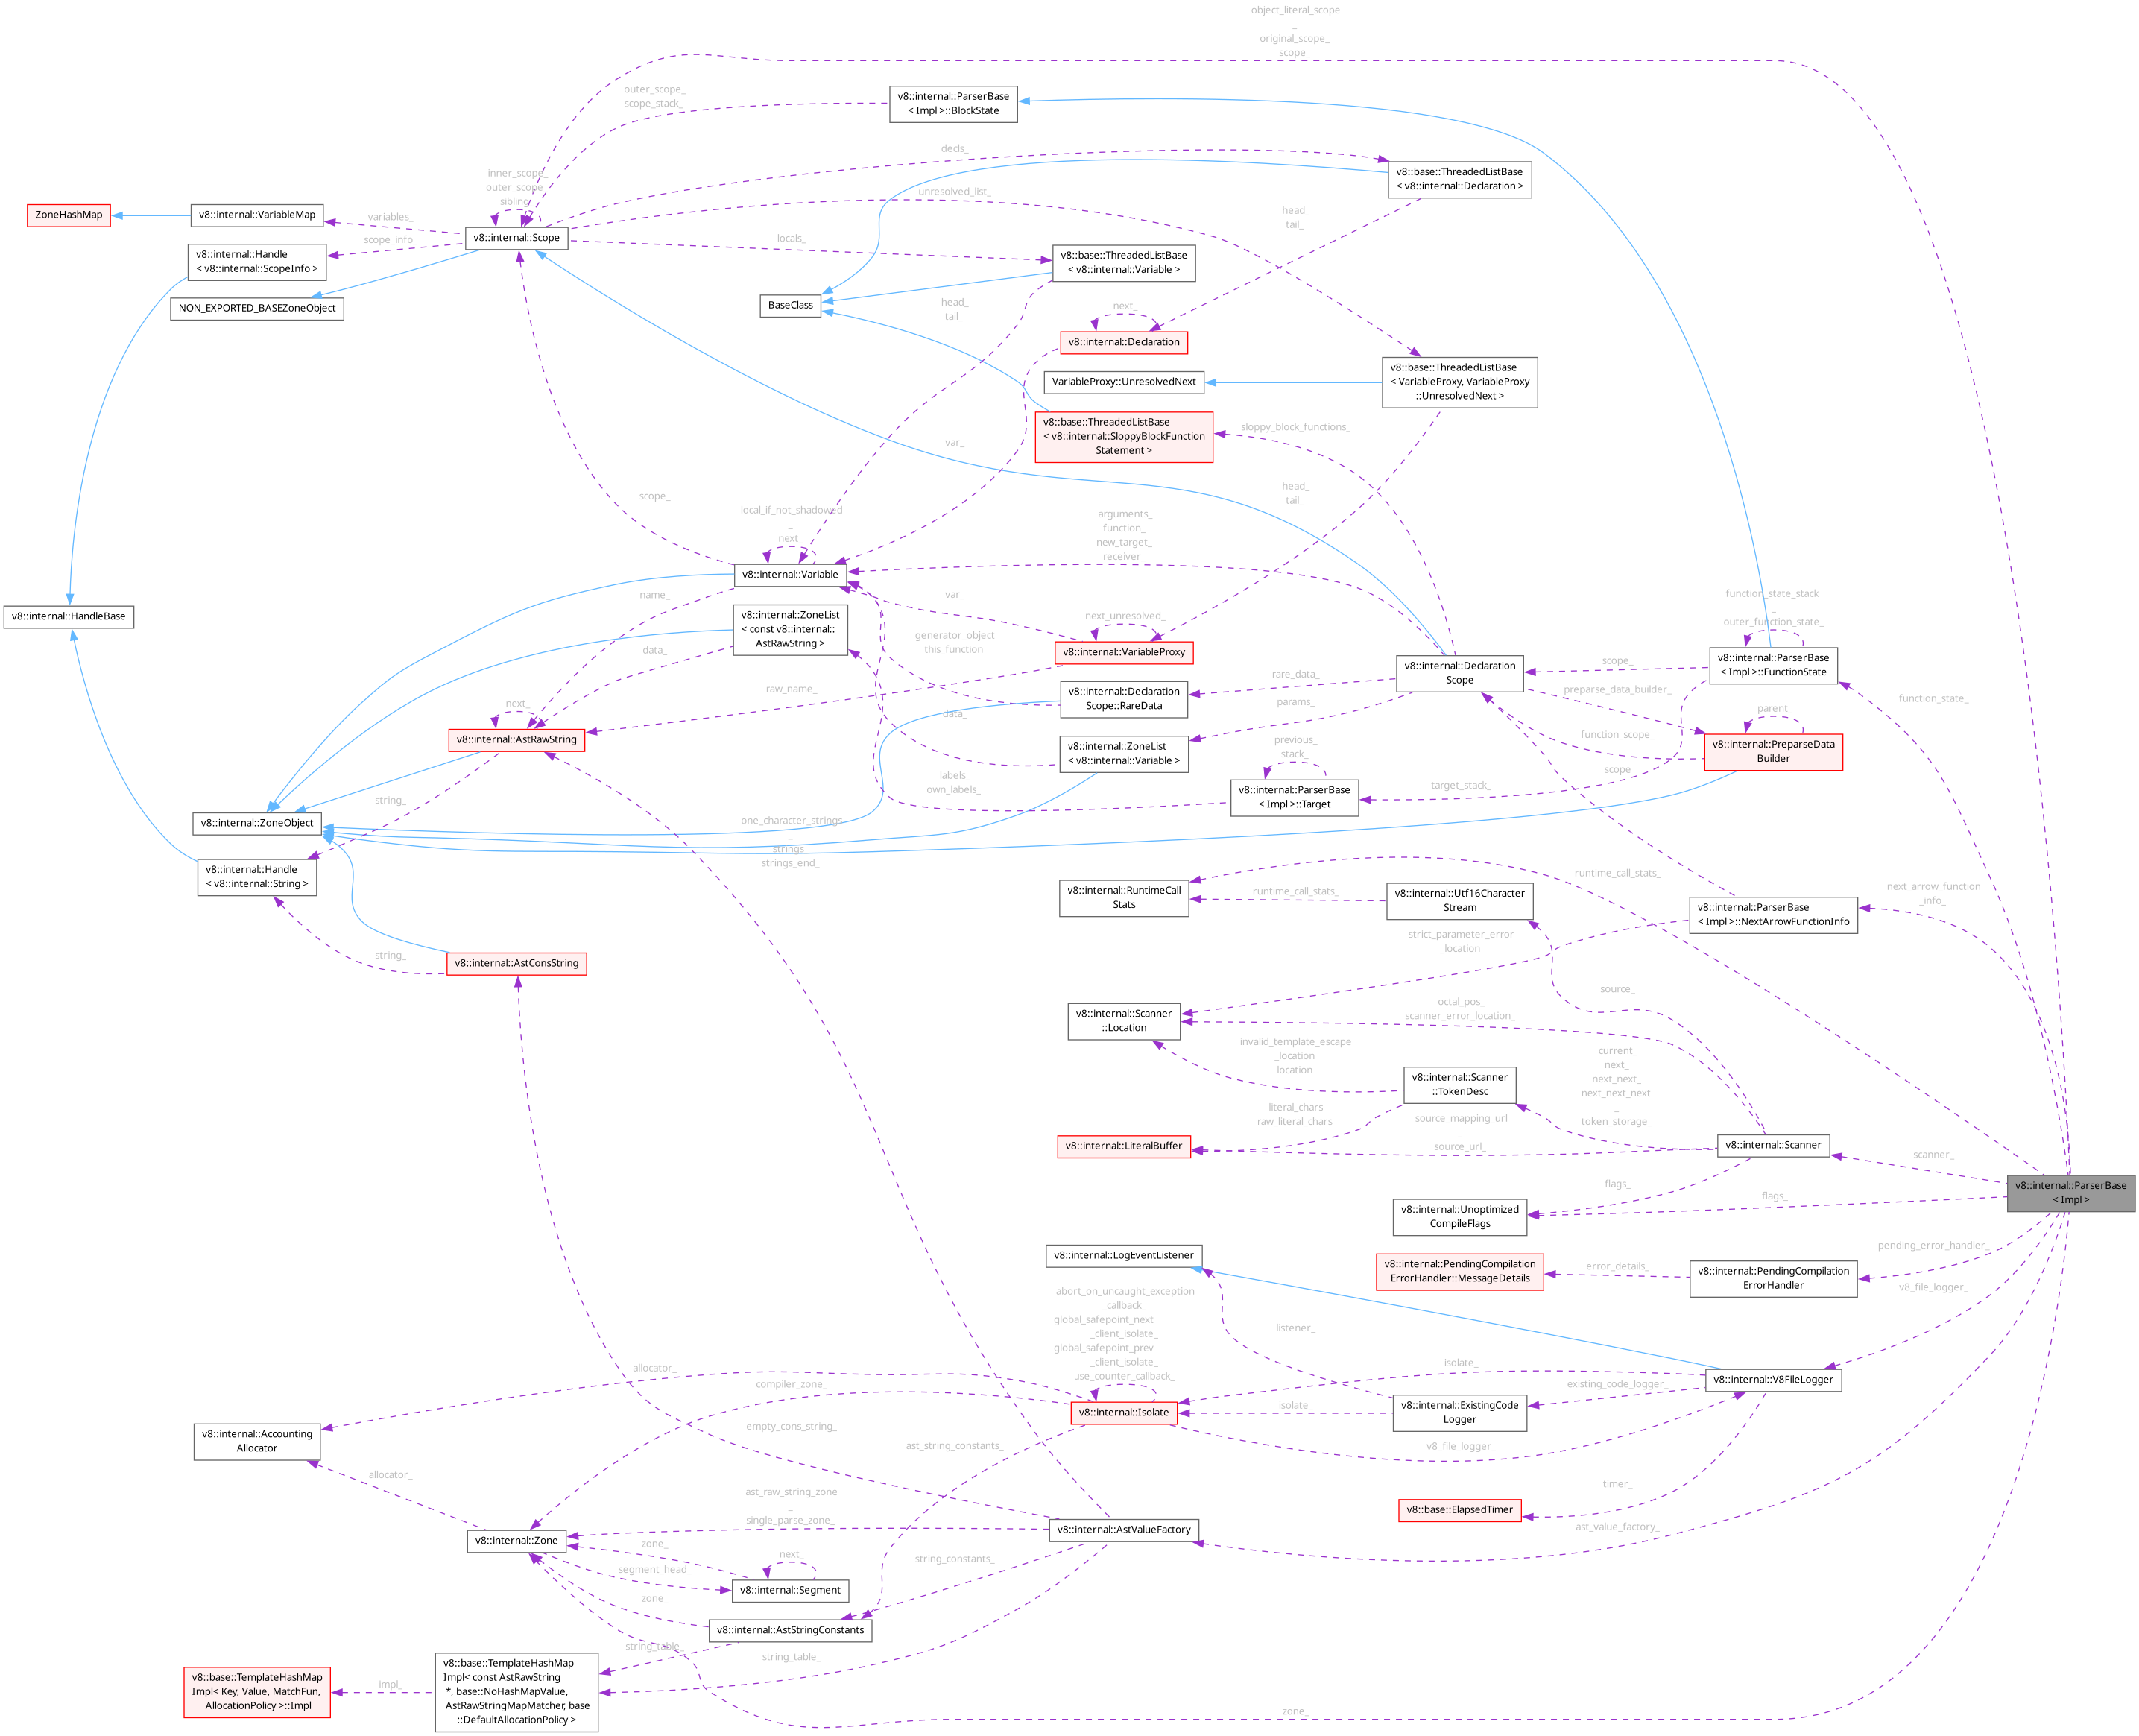 object_literal_scope
_
original_scope_
scope_
outer_scope_
scope_stack_
v8::internal::ParserBase
< Impl >::BlockState
decls_
v8::base::ThreadedListBase
< v8::internal::Declaration >
inner_scope_
outer_scope_
sibling_
unresolved_list_
ZoneHashMap
v8::internal::VariableMap
variables_
head_
tail_
v8::internal::Scope
locals_
scope_info_
v8::internal::Handle
< v8::internal::ScopeInfo >
v8::base::ThreadedListBase
< v8::internal::Variable >
NON_EXPORTED_BASEZoneObject
BaseClass
head_
tail_
next_
v8::internal::Declaration
v8::base::ThreadedListBase
< VariableProxy, VariableProxy
::UnresolvedNext >
VariableProxy::UnresolvedNext
v8::base::ThreadedListBase
< v8::internal::SloppyBlockFunction
Statement >
sloppy_block_functions_
var_
head_
tail_
scope_
local_if_not_shadowed
_
next_
arguments_
function_
new_target_
receiver_
v8::internal::Variable
v8::internal::HandleBase
name_
v8::internal::ZoneList
< const v8::internal::
AstRawString >
var_
next_unresolved_
function_state_stack
_
outer_function_state_
generator_object
this_function
v8::internal::VariableProxy
v8::internal::Declaration
Scope
scope_
v8::internal::ParserBase
< Impl >::FunctionState
data_
raw_name_
v8::internal::Declaration
Scope::RareData
rare_data_
preparse_data_builder_
function_state_
next_
params_
parent_
data_
v8::internal::AstRawString
v8::internal::ZoneList
< v8::internal::Variable >
previous_
stack_
function_scope_
v8::internal::PreparseData
Builder
scope
labels_
own_labels_
v8::internal::ParserBase
< Impl >::Target
target_stack_
string_
v8::internal::ZoneObject
one_character_strings
_
strings_
strings_end_
v8::internal::Handle
< v8::internal::String >
v8::internal::RuntimeCall
Stats
runtime_call_stats_
v8::internal::Utf16Character
Stream
runtime_call_stats_
v8::internal::ParserBase
< Impl >::NextArrowFunctionInfo
next_arrow_function
_info_
string_
v8::internal::AstConsString
strict_parameter_error
_location
source_
v8::internal::Scanner
::Location
octal_pos_
scanner_error_location_
invalid_template_escape
_location
location
v8::internal::Scanner
::TokenDesc
current_
next_
next_next_
next_next_next
_
token_storage_
literal_chars
raw_literal_chars
v8::internal::LiteralBuffer
source_mapping_url
_
source_url_
v8::internal::Scanner
scanner_
v8::internal::ParserBase
< Impl >
flags_
flags_
v8::internal::Unoptimized
CompileFlags
v8::internal::LogEventListener
v8::internal::PendingCompilation
ErrorHandler::MessageDetails
error_details_
v8::internal::PendingCompilation
ErrorHandler
pending_error_handler_
v8_file_logger_
abort_on_uncaught_exception
_callback_
global_safepoint_next
_client_isolate_
global_safepoint_prev
_client_isolate_
use_counter_callback_
listener_
allocator_
compiler_zone_
isolate_
v8::internal::V8FileLogger
existing_code_logger_
v8::internal::Isolate
isolate_
v8::internal::ExistingCode
Logger
v8::internal::Accounting
Allocator
empty_cons_string_
ast_string_constants_
v8_file_logger_
allocator_
timer_
ast_raw_string_zone
_
single_parse_zone_
v8::base::ElapsedTimer
v8::internal::Zone
v8::internal::AstValueFactory
ast_value_factory_
zone_
next_
segment_head_
v8::internal::Segment
string_constants_
zone_
v8::internal::AstStringConstants
string_table_
string_table_
v8::base::TemplateHashMap
Impl< const AstRawString
*, base::NoHashMapValue,
AstRawStringMapMatcher, base
::DefaultAllocationPolicy >
impl_
v8::base::TemplateHashMap
Impl< Key, Value, MatchFun,
AllocationPolicy >::Impl
zone_